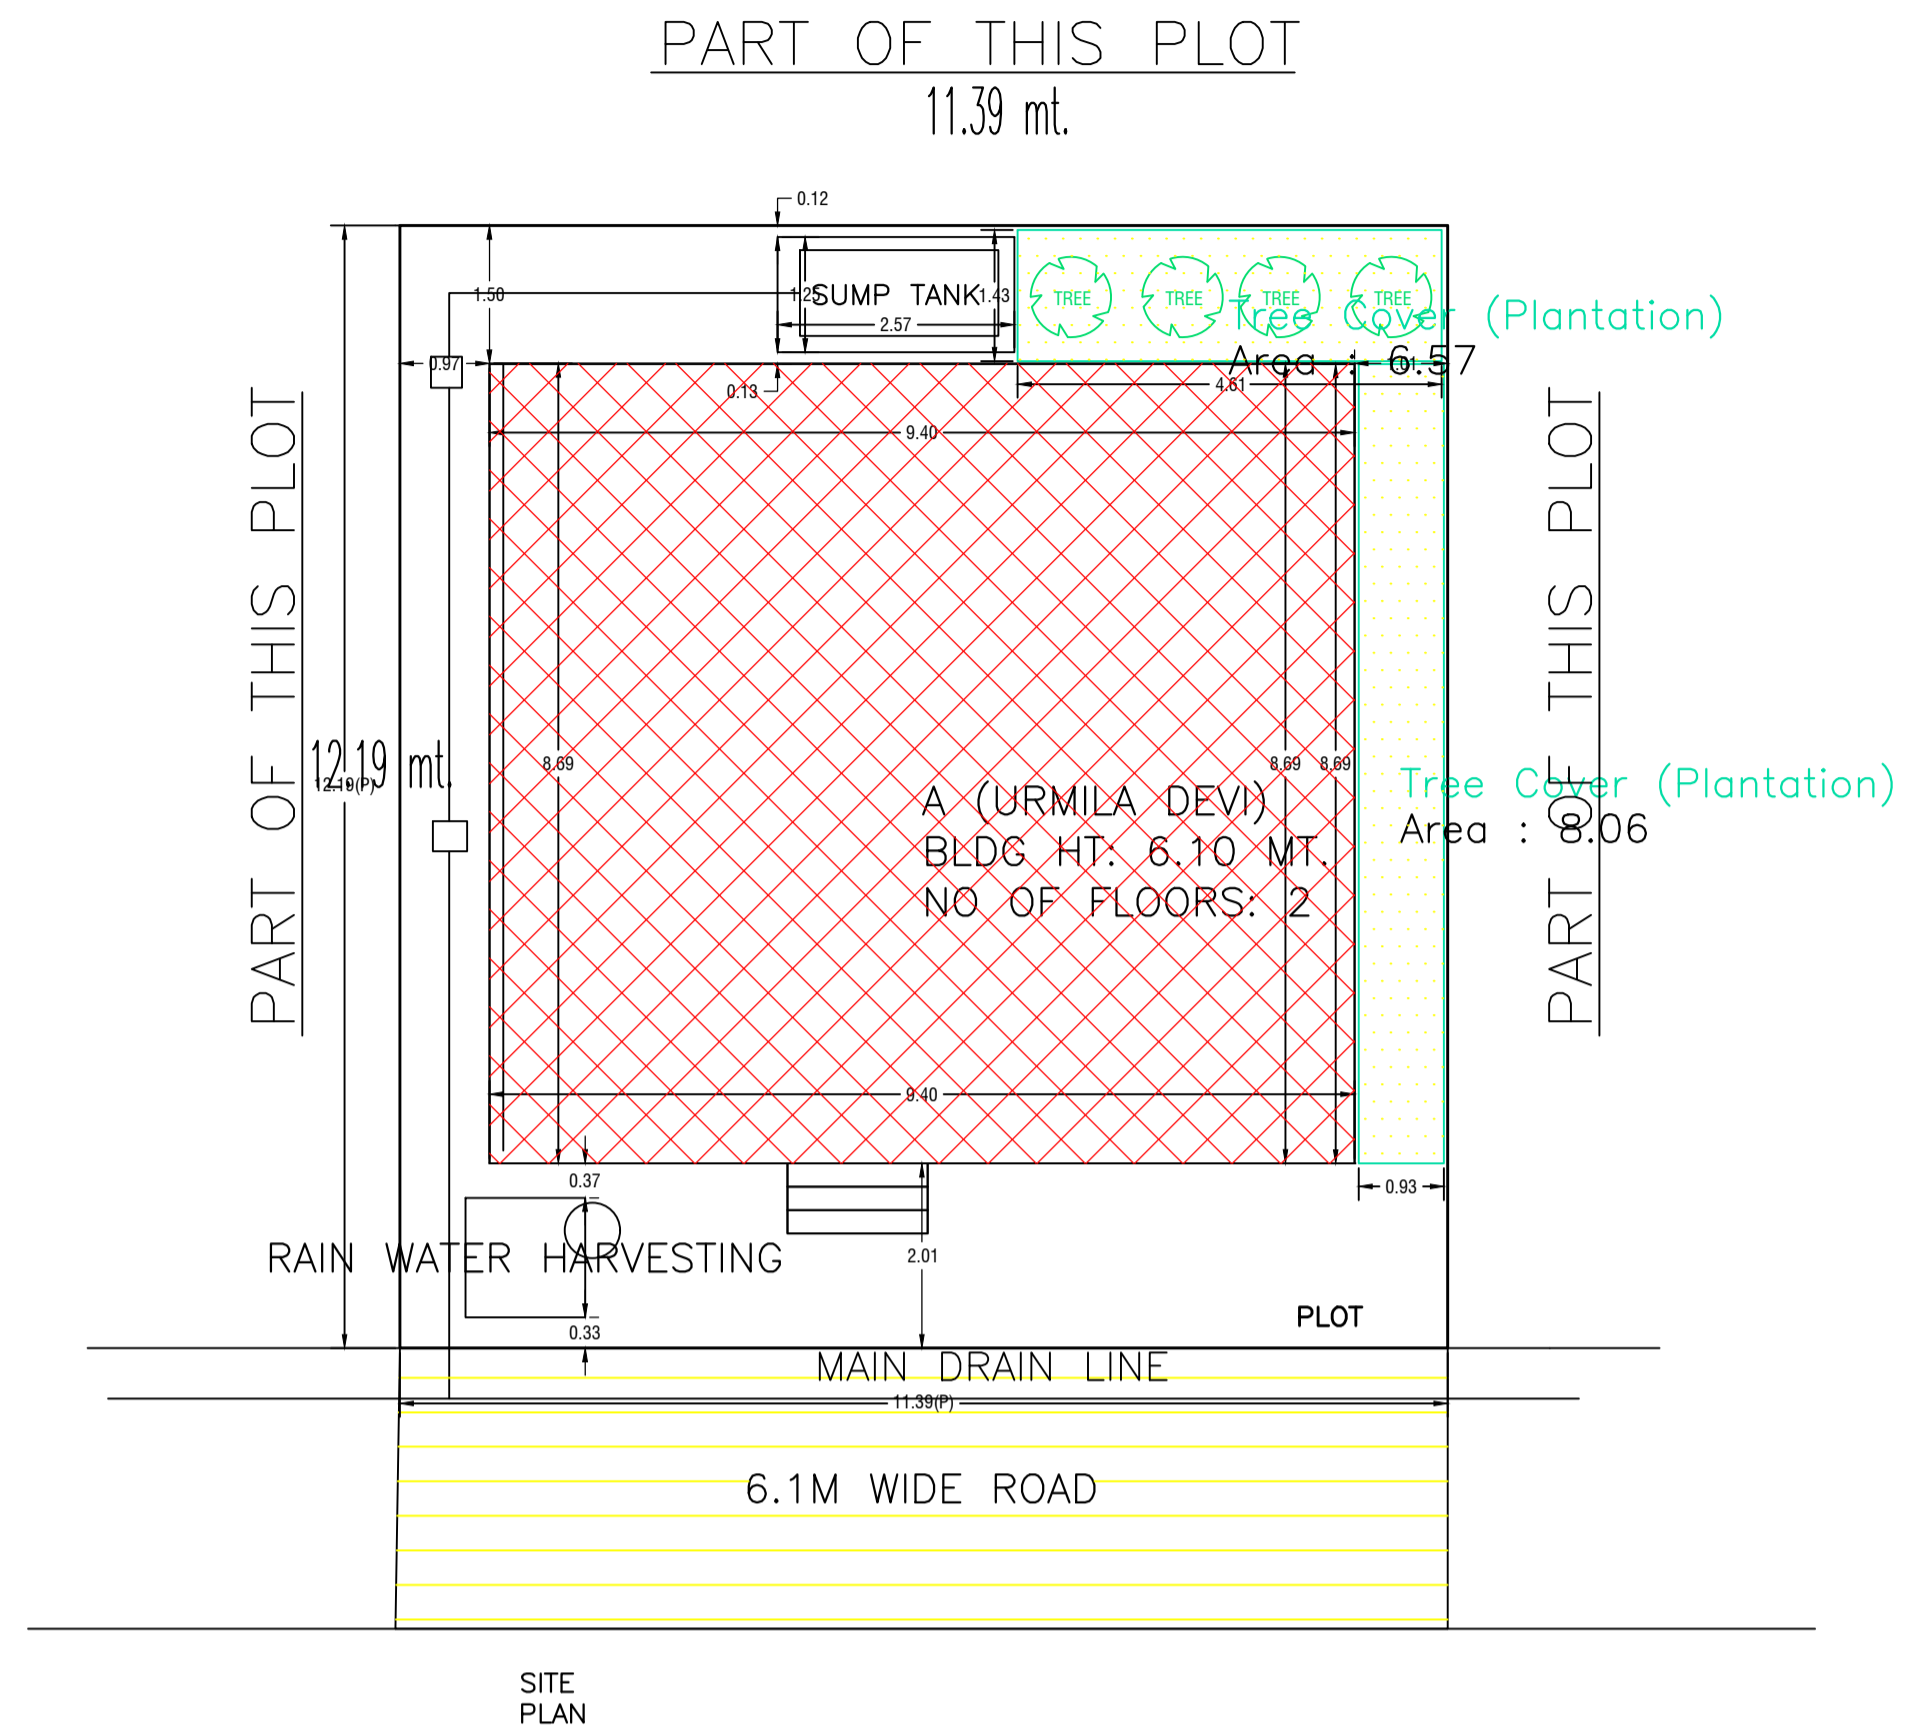 PART OF THIS PLOT
11.39 mt.
0.12
1.50
1.25
SUMP TANK
1.43
2.57
TREE
TREE
TREE
TREE
Tree Cover (Plantation)
Area : 6.57
1.01
0.97
0.13
4.61
9.40
PART OF THIS PLOT
PART OF THIS PLOT
12.19 mt.
12.19(P)
8.69
8.69
8.69
Tree Cover (Plantation)
Area : 8.06
A (URMILA DEVI)
BLDG HT: 6.10 MT.
NO OF FLOORS: 2
9.40
0.37
0.93
RAIN WATER HARVESTING
2.01
0.33
PLOT
MAIN DRAIN LINE
11.39(P)
6.1M WIDE ROAD
SITE
PLAN